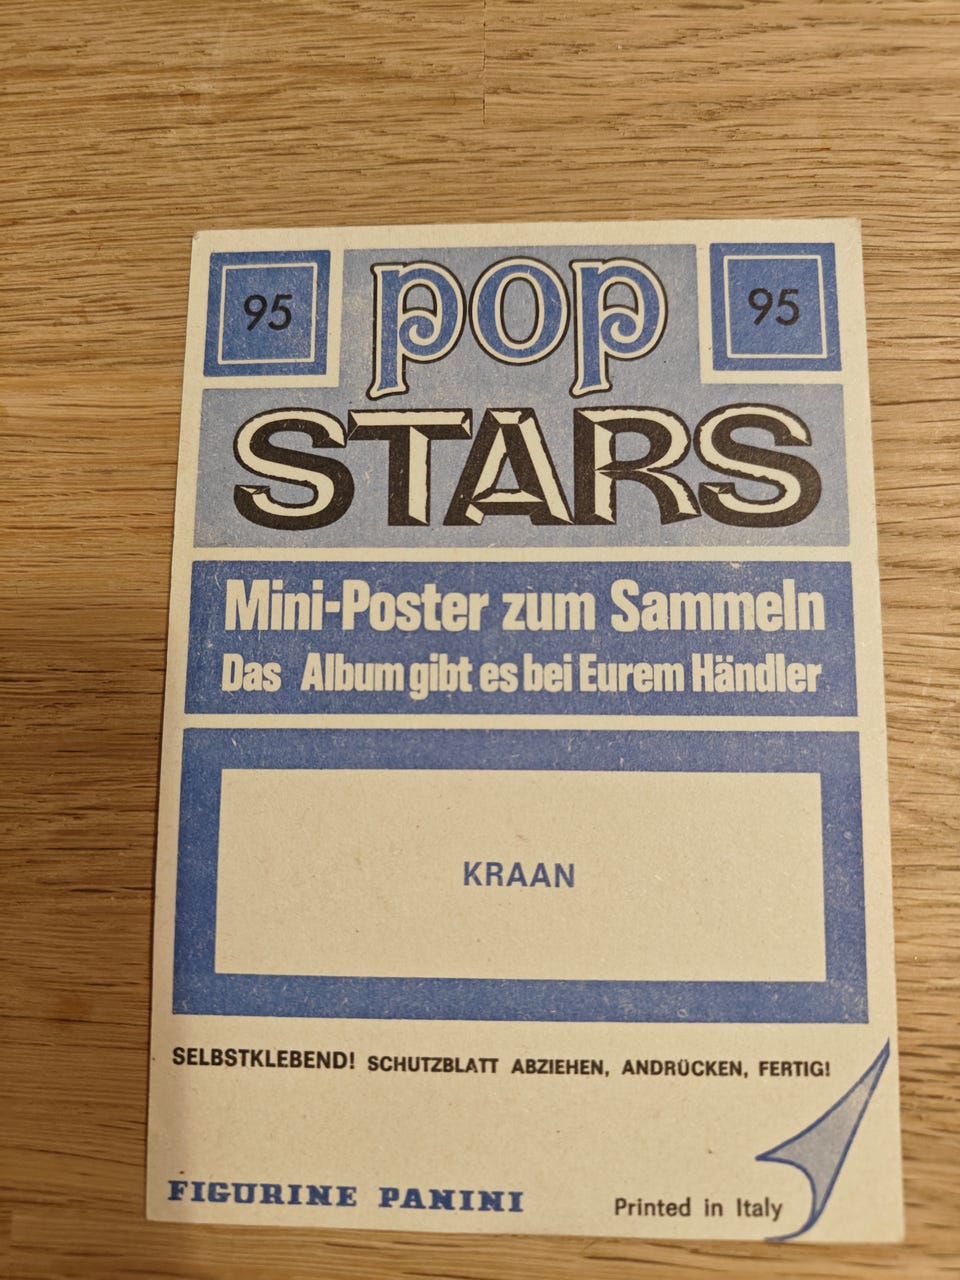 95 pop 95
STARS
Mini-Poster zum Sammeln
Das Album gibt es bei Eurem Händler
KRAAN
SELBSTKLEBEND! SCHUTZBLATT ABZIEHEN, ANDRÜCKEN, FERTIG!
FIGURINE PANINI
Printed in Italy